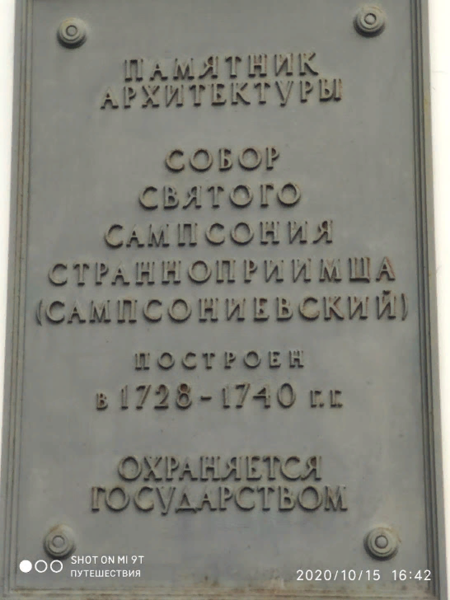 ПАМЯТНИК
АРХИТЕКТУРЫ
СОБОР
СВЯТОГО
САМПСОНИЯ
СТРАННОПРИИМЦА
(САМПСОНИЕВСКИЙ)
ПОСТРОЕН
в 1728-1740 г.г.
ОХРАНЯЕТСЯ
ГОСУДАРСТВОМ
SHOT ON MI 9T
ПУТЕШЕСТВИЯ
2020/10/15 16:42